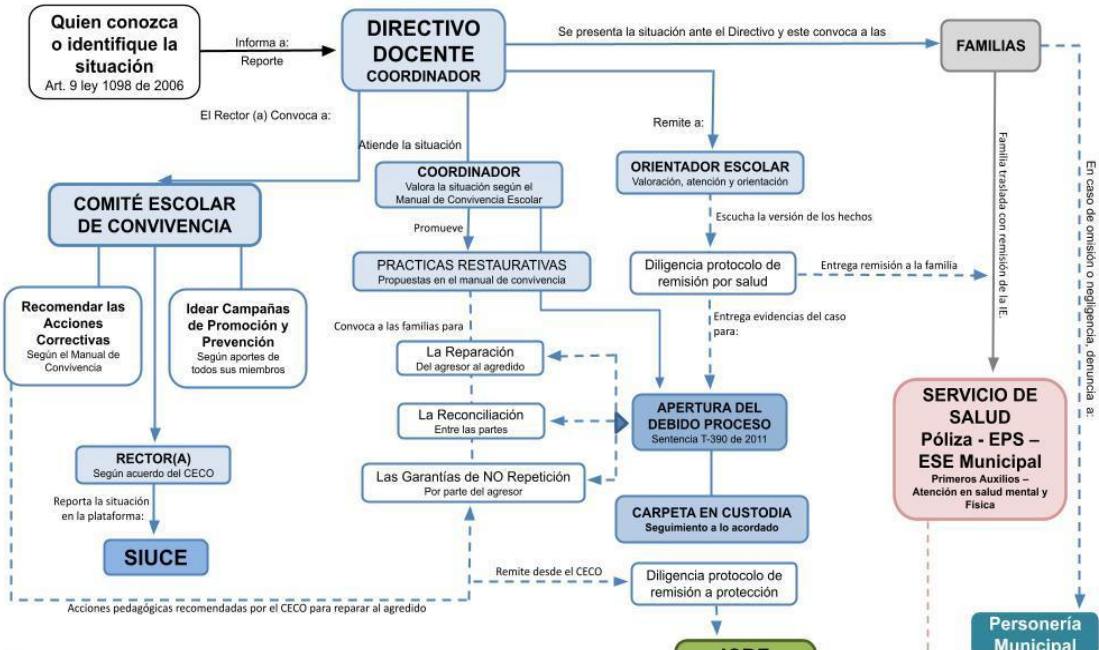 Quien conozca
o identifique la
situación
Art. 9 ley 1098 de 2006
Informa a:
Reporte
DIRECTIVO
DOCENTE
COORDINADOR
Se presenta la situación ante el Directivo y este convoca a las
FAMILIAS
El Rector (a) Convoca a:
Atiende la situación
Remite a:
COORDINADOR
Valora la situación según el
Manual de Convivencia Escolar
ORIENTADOR ESCOLAR
Valoración, atención y orientación
Familia traslada con remisión de la IE.
En caso de omisión o negligencia, denuncia a:
COMITÉ ESCOLAR
DE CONVIVENCIA
Promueve
Escucha la versión de los hechos
PRACTICAS RESTAURATIVAS
Propuestas en el manual de convivencia
Diligencia protocolo de
remisión por salud
Entrega remisión a la familia
Recomendar las
Acciones
Correctivas
Según el Manual de
Convivencia
Idear Campañas
de Promoción y
Prevención
Según aportes de
todos sus miembros
Convoca a las familias para
Entrega evidencias del caso
para:
La Reparación
Del agresor al agredido
La Reconciliación
Entre las partes
APERTURA DEL
DEBIDO PROCESO
Sentencia T-390 de 2011
SERVICIO DE
SALUD
Póliza - EPS –
ESE Municipal
Primeros Auxilios –
Atención en salud mental y
Física
RECTOR(A)
Según acuerdo del CECO
Las Garantías de NO Repetición
Por parte del agresor
Reporta la situación
en la plataforma:
CARPETA EN CUSTODIA
Seguimiento a lo acordado
SIUCE
Remite desde el CECO
Diligencia protocolo de
remisión a protección
Acciones pedagógicas recomendadas por el CECO para reparar al agredido
Personería
Municipal